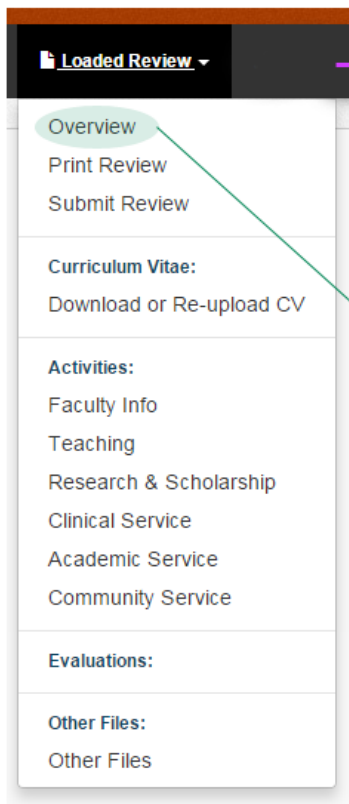 Loaded Review
Overview
Print Review
Submit Review
Curriculum Vitae:
Download or Re-upload CV
Activities:
Faculty Info
Teaching
Research & Scholarship
Clinical Service
Academic Service
Community Service
Evaluations:
Other Files:
Other Files